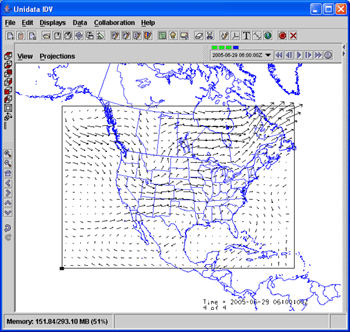 Unidata IDV
File Edit Displays Data Collaboration Help
View Projections
2005-06-29 06:00:00Z
Time = 2005-06-29 06:00:00Z
4 of 4
Memory: 151.84/293.10 MB (51%)